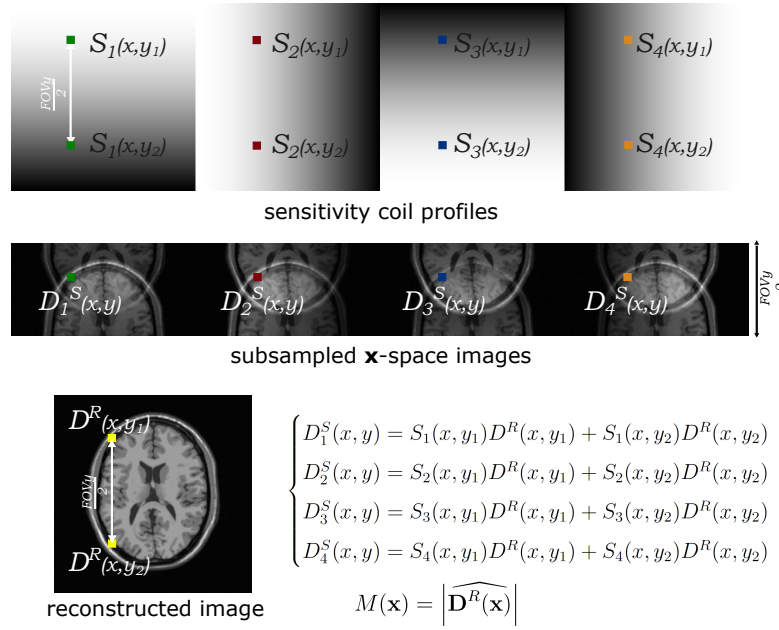 S₁(x,y₁) S₂(x,y₁) S₃(x,y₁) S₄(x,y₁)
FOVy/2
S₁(x,y₂) S₂(x,y₂) S₃(x,y₂) S₄(x,y₂)
sensitivity coil profiles
D₁ˢ(x,y) D₂ˢ(x,y) D₃ˢ(x,y) D₄ˢ(x,y)
FOVy/2
subsampled x-space images
Dᴿ(x,y₁)
FOVy/2
Dᴿ(x,y₂)
reconstructed image
D₁ˢ(x, y) = S₁(x, y₁)Dᴿ(x, y₁) + S₁(x, y₂)Dᴿ(x, y₂)
D₂ˢ(x, y) = S₂(x, y₁)Dᴿ(x, y₁) + S₂(x, y₂)Dᴿ(x, y₂)
D₃ˢ(x, y) = S₃(x, y₁)Dᴿ(x, y₁) + S₃(x, y₂)Dᴿ(x, y₂)
D₄ˢ(x, y) = S₄(x, y₁)Dᴿ(x, y₁) + S₄(x, y₂)Dᴿ(x, y₂)
M(x) = |\widehat{Dᴿ(x)}|